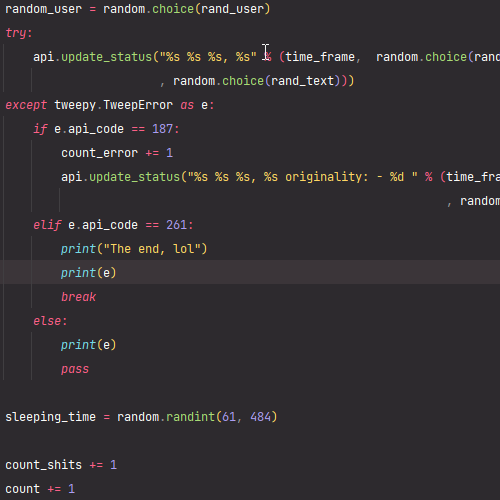 random_user = random.choice(rand_user)
try:
api.update_status("%s %s %s, %s" % (time_frame, random.choice(rand
, random.choice(rand_text)))
except tweepy.TweepError as e:
if e.api_code == 187:
count_error += 1
api.update_status("%s %s %s, %s originality: - %d " % (time_fra
, random
elif e.api_code == 261:
print("The end, lol")
print(e)
break
else:
print(e)
pass
sleeping_time = random.randint(61, 484)
count_shits += 1
count += 1